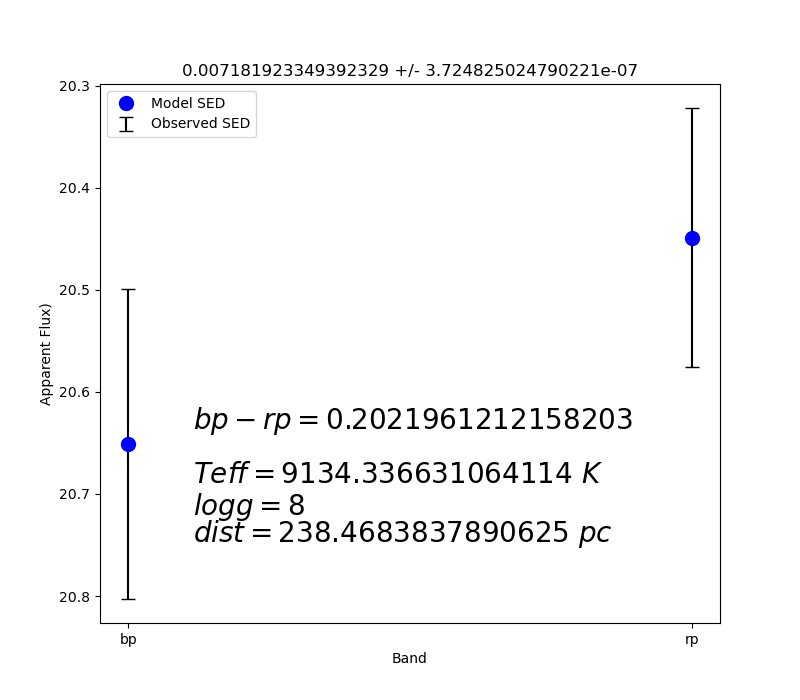 0.007181923349392329 +/- 3.724825024790221e-07
20.3
Model SED
Observed SED
20.4
20.5
Apparent Flux)
20.6
bp − rp = 0.2021961212158203
Teff = 9134.336631064114 K
20.7
logg = 8
dist = 238.4683837890625 pc
20.8
bp
rp
Band